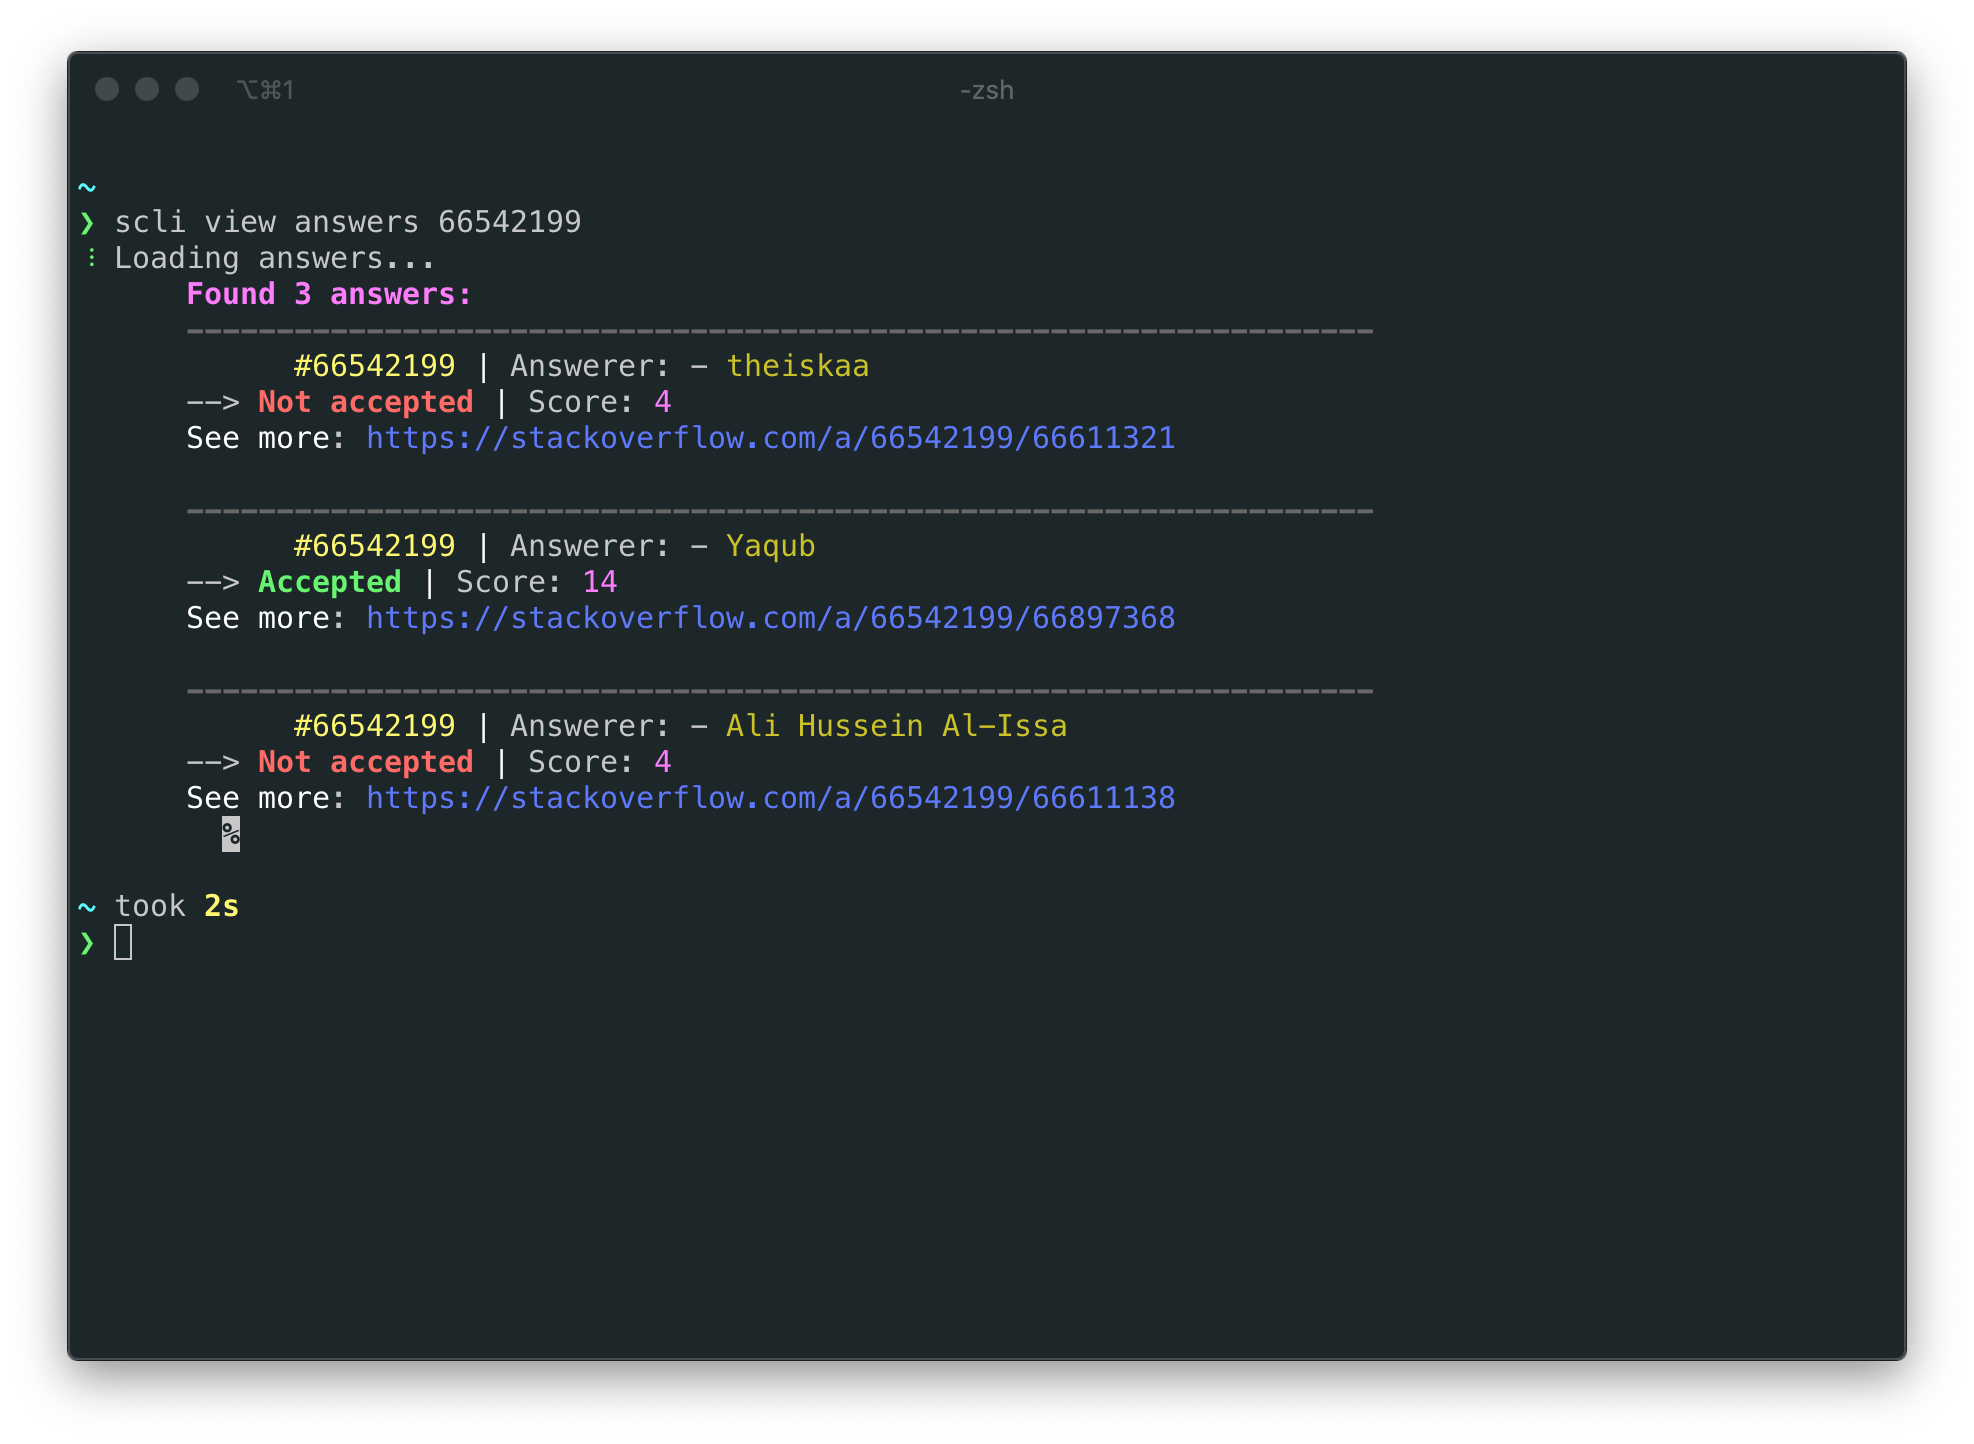 ⌥⌘1
-zsh
~
❯ scli view answers 66542199
⋮ Loading answers...
Found 3 answers:
------------------------------------------------------------------
#66542199 | Answerer: - theiskaa
--> Not accepted | Score: 4
See more: https://stackoverflow.com/a/66542199/66611321
------------------------------------------------------------------
#66542199 | Answerer: - Yaqub
--> Accepted | Score: 14
See more: https://stackoverflow.com/a/66542199/66897368
------------------------------------------------------------------
#66542199 | Answerer: - Ali Hussein Al-Issa
--> Not accepted | Score: 4
See more: https://stackoverflow.com/a/66542199/66611138
%
~ took 2s
❯